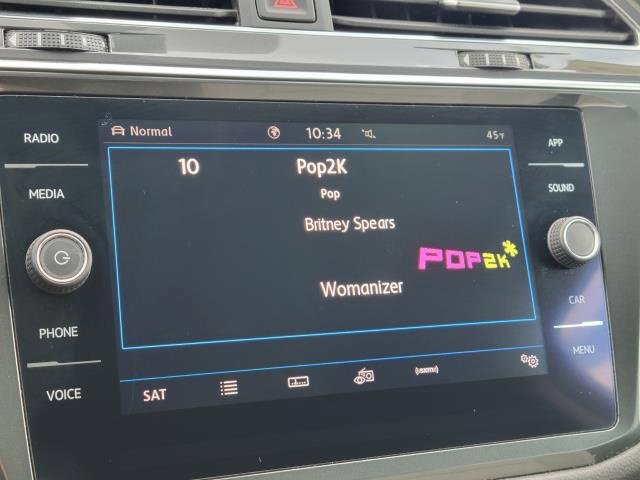 RADIO
MEDIA
PHONE
VOICE
Normal 10:34 45°F
10 Pop2K
Pop
Britney Spears
POP2K*
Womanizer
SAT
((SXM))
APP
SOUND
CAR
MENU